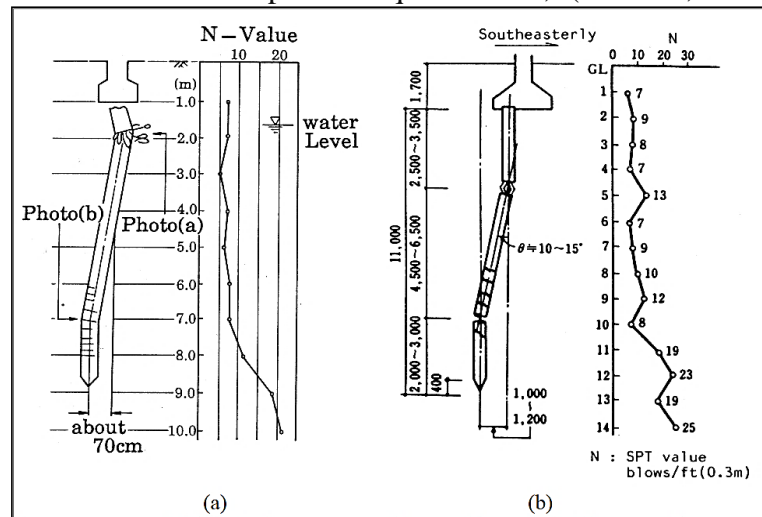 N-Value
10 20
(m)
1.0
2.0
3.0
4.0
5.0
6.0
7.0
8.0
9.0
10.0
water
Level
Photo(b)
Photo(a)
about
70cm
(a)
Southeasterly
N
0 10 20 30
GL
1 7
2 9
3 8
4 7
5 13
6 7
7 9
8 10
9 12
10 8
11 19
12 23
13 19
14 25
1.700
2,500~3,500
11,000
4,500~6,500
2,000~3,000
400
θ≒10~15°
1,000
~
1,200
N : SPT value
blows/ft(0.3m)
(b)